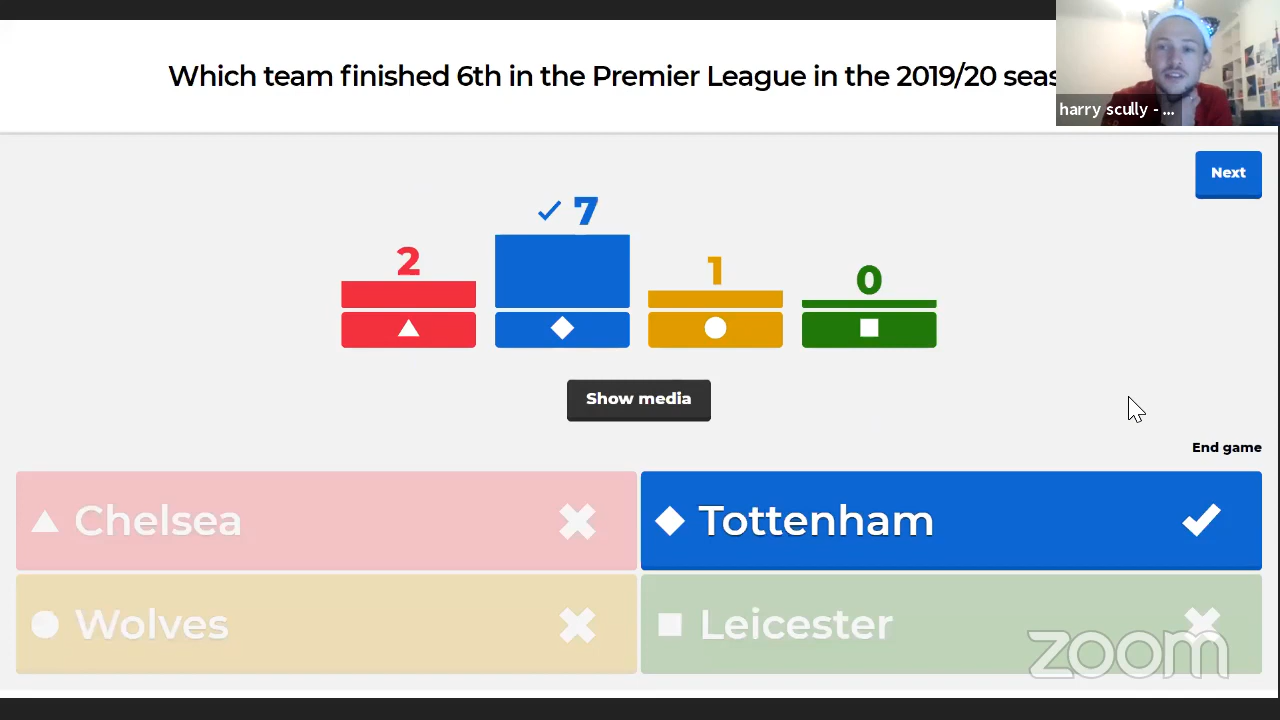 Which team finished 6th in the Premier League in the 2019/20 seas
harry scully - ...
Next
2
7
1
0
Show media
End game
Chelsea
Tottenham
Wolves
Leicester
zoom